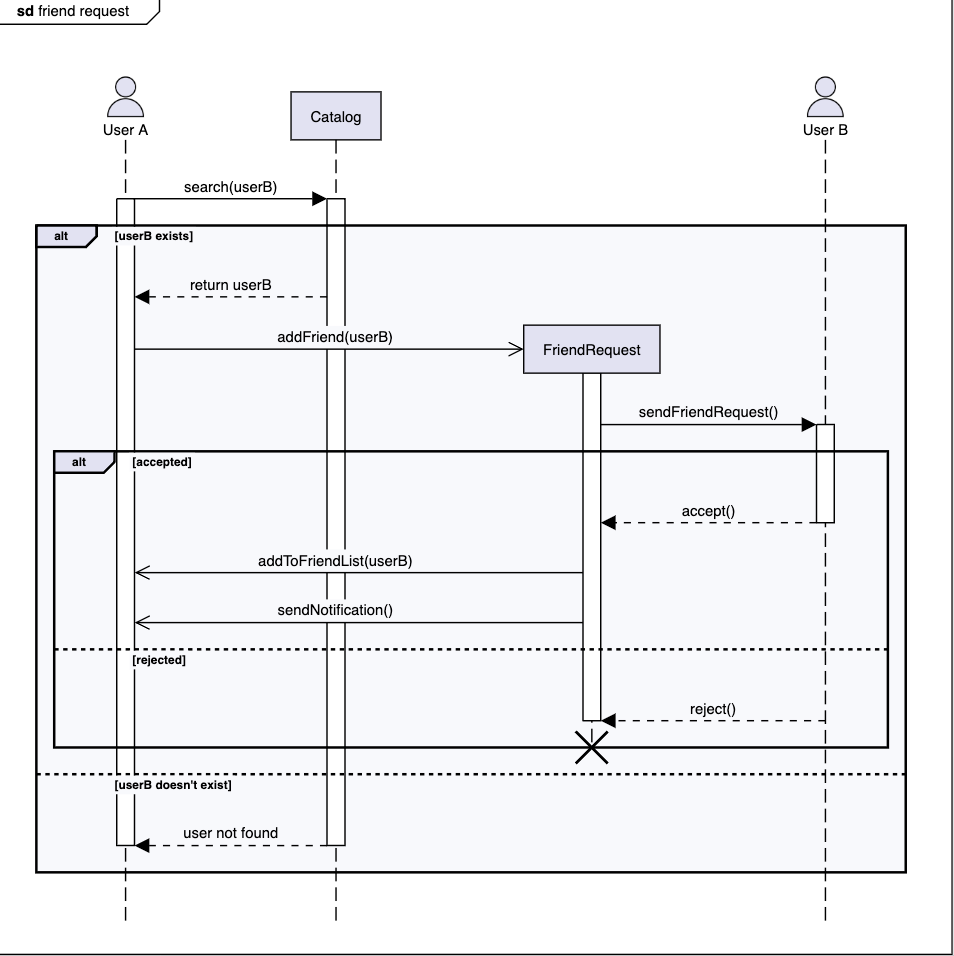 sd friend request
User A
Catalog
User B
search(userB)
alt
[userB exists]
return userB
addFriend(userB)
FriendRequest
sendFriendRequest()
alt
[accepted]
accept()
addToFriendList(userB)
sendNotification()
[rejected]
reject()
[userB doesn't exist]
user not found